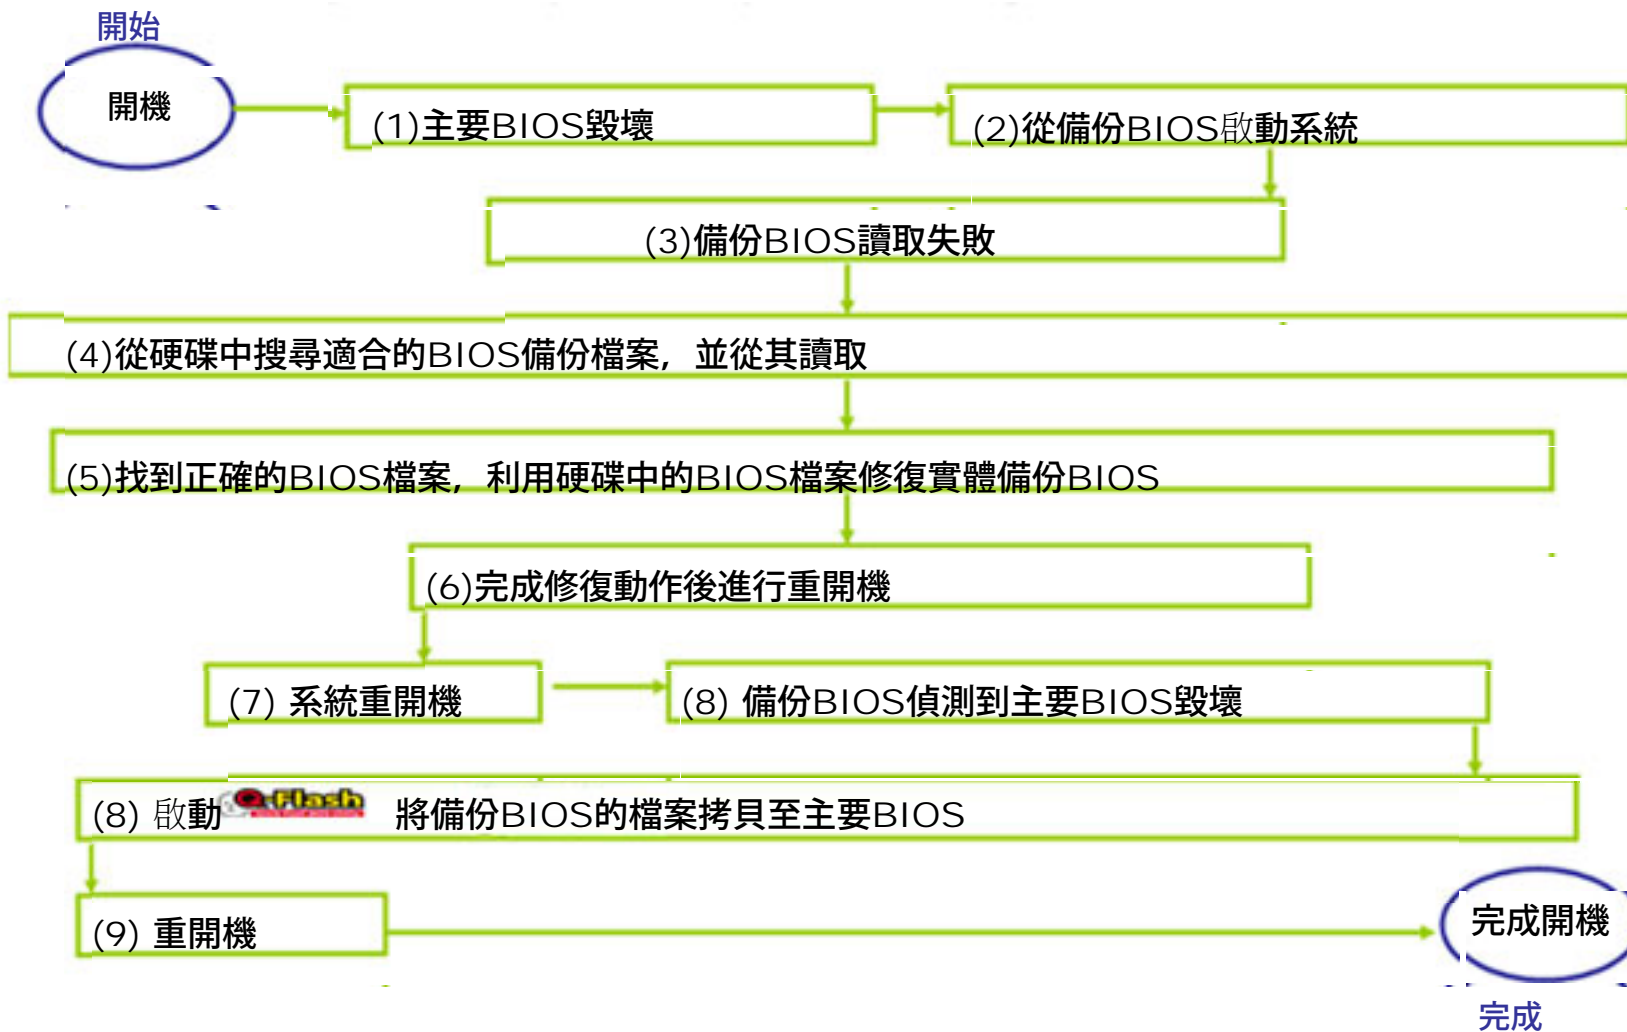 開始
開機
(1)主要BIOS毀壞
(2)從備份BIOS啟動系統
(3)備份BIOS讀取失敗
(4)從硬碟中搜尋適合的BIOS備份檔案，並從其讀取
(5)找到正確的BIOS檔案，利用硬碟中的BIOS檔案修復實體備份BIOS
(6)完成修復動作後進行重開機
(7) 系統重開機
(8) 備份BIOS偵測到主要BIOS毀壞
(8) 啟動Q-Flash 將備份BIOS的檔案拷貝至主要BIOS
(9) 重開機
完成開機
完成